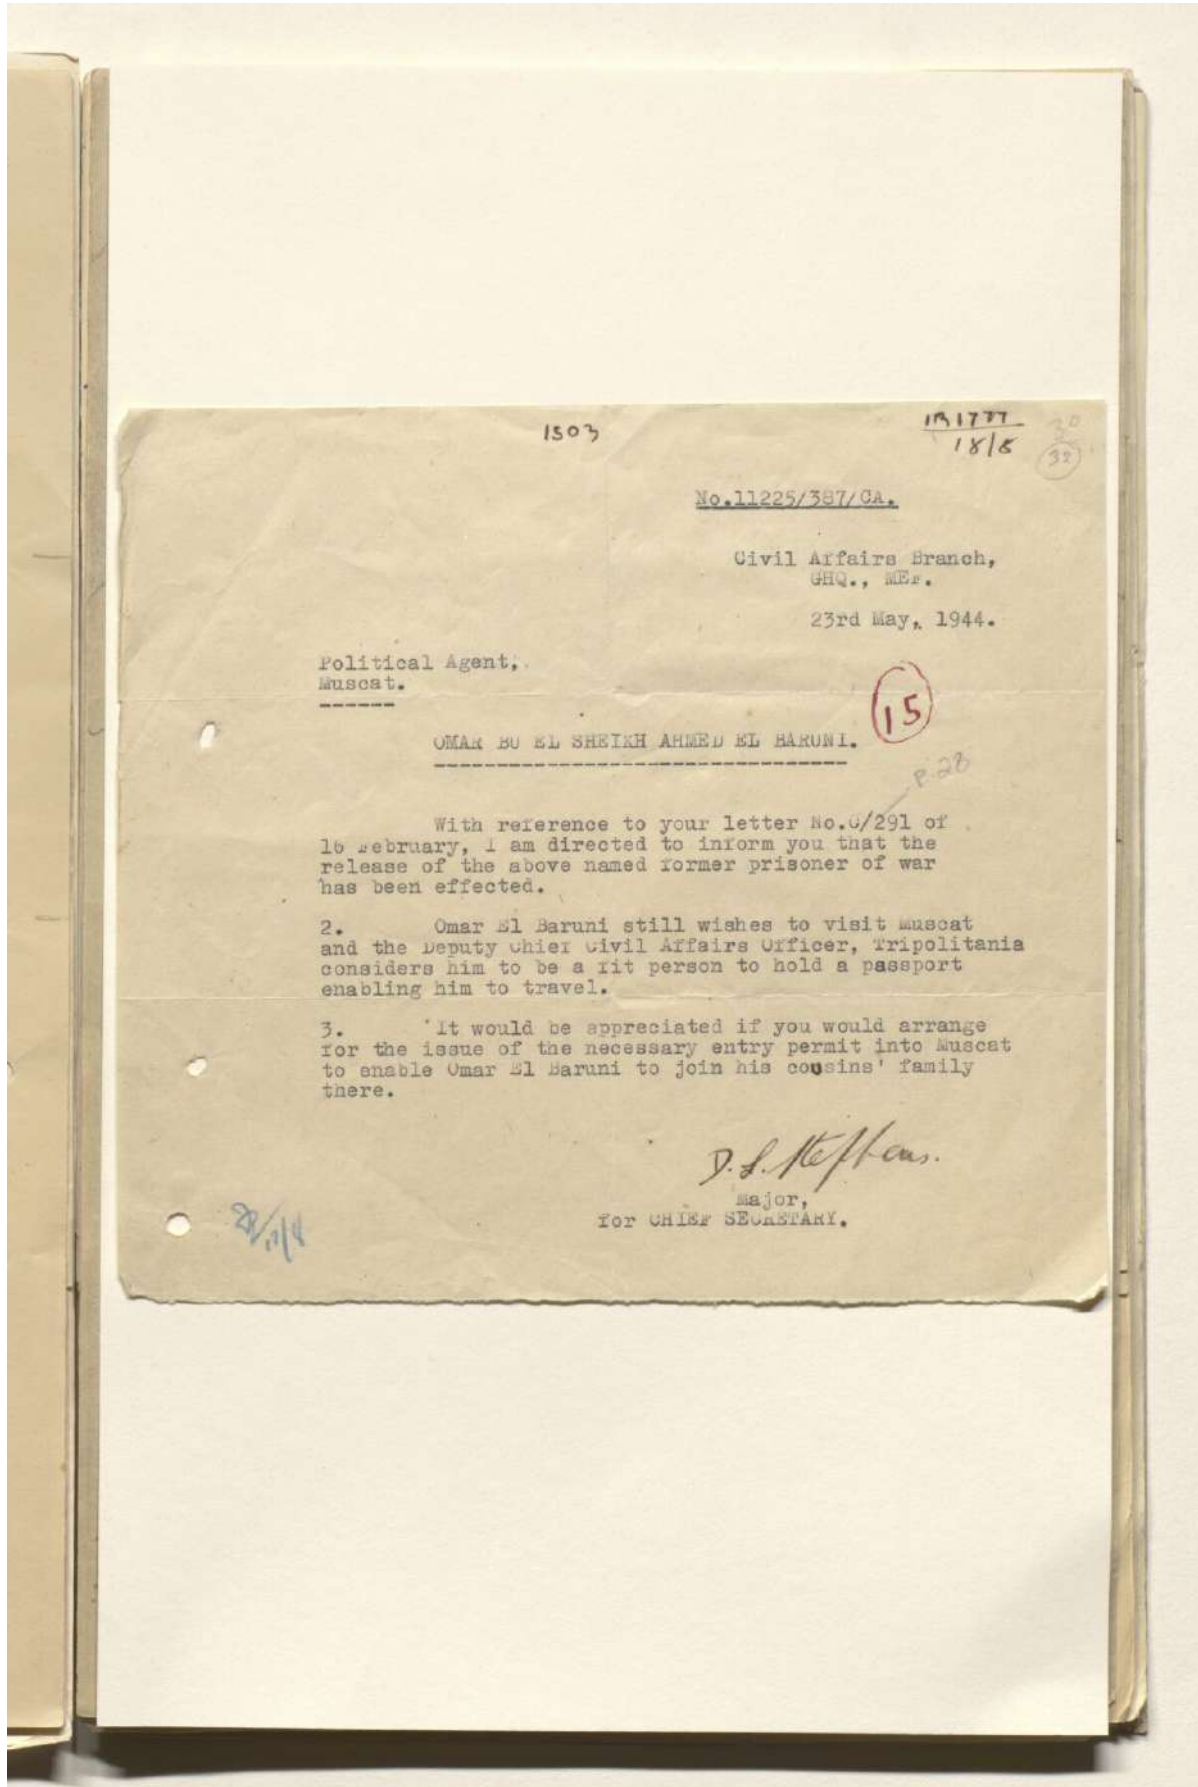 1503
18/8
32
No.11225/387/CA.
Civil Affairs Branch,
GHQ., MEF.
23rd May, 1944.
Political Agent,
Muscat.
15
OMAR BU EL SHEIKH AHMED EL BARUNI.
p.28
With reference to your letter No.C/291 of
16 February, I am directed to inform you that the
release of the above named former prisoner of war
has been effected.
2. Omar El Baruni still wishes to visit Muscat
and the Deputy Chief Civil Affairs Officer, Tripolitania
considers him to be a fit person to hold a passport
enabling him to travel.
3. It would be appreciated if you would arrange
for the issue of the necessary entry permit into Muscat
to enable Omar El Baruni to join his cousins' family
there.
D.S. Stephens.
Major,
for CHIEF SECRETARY.